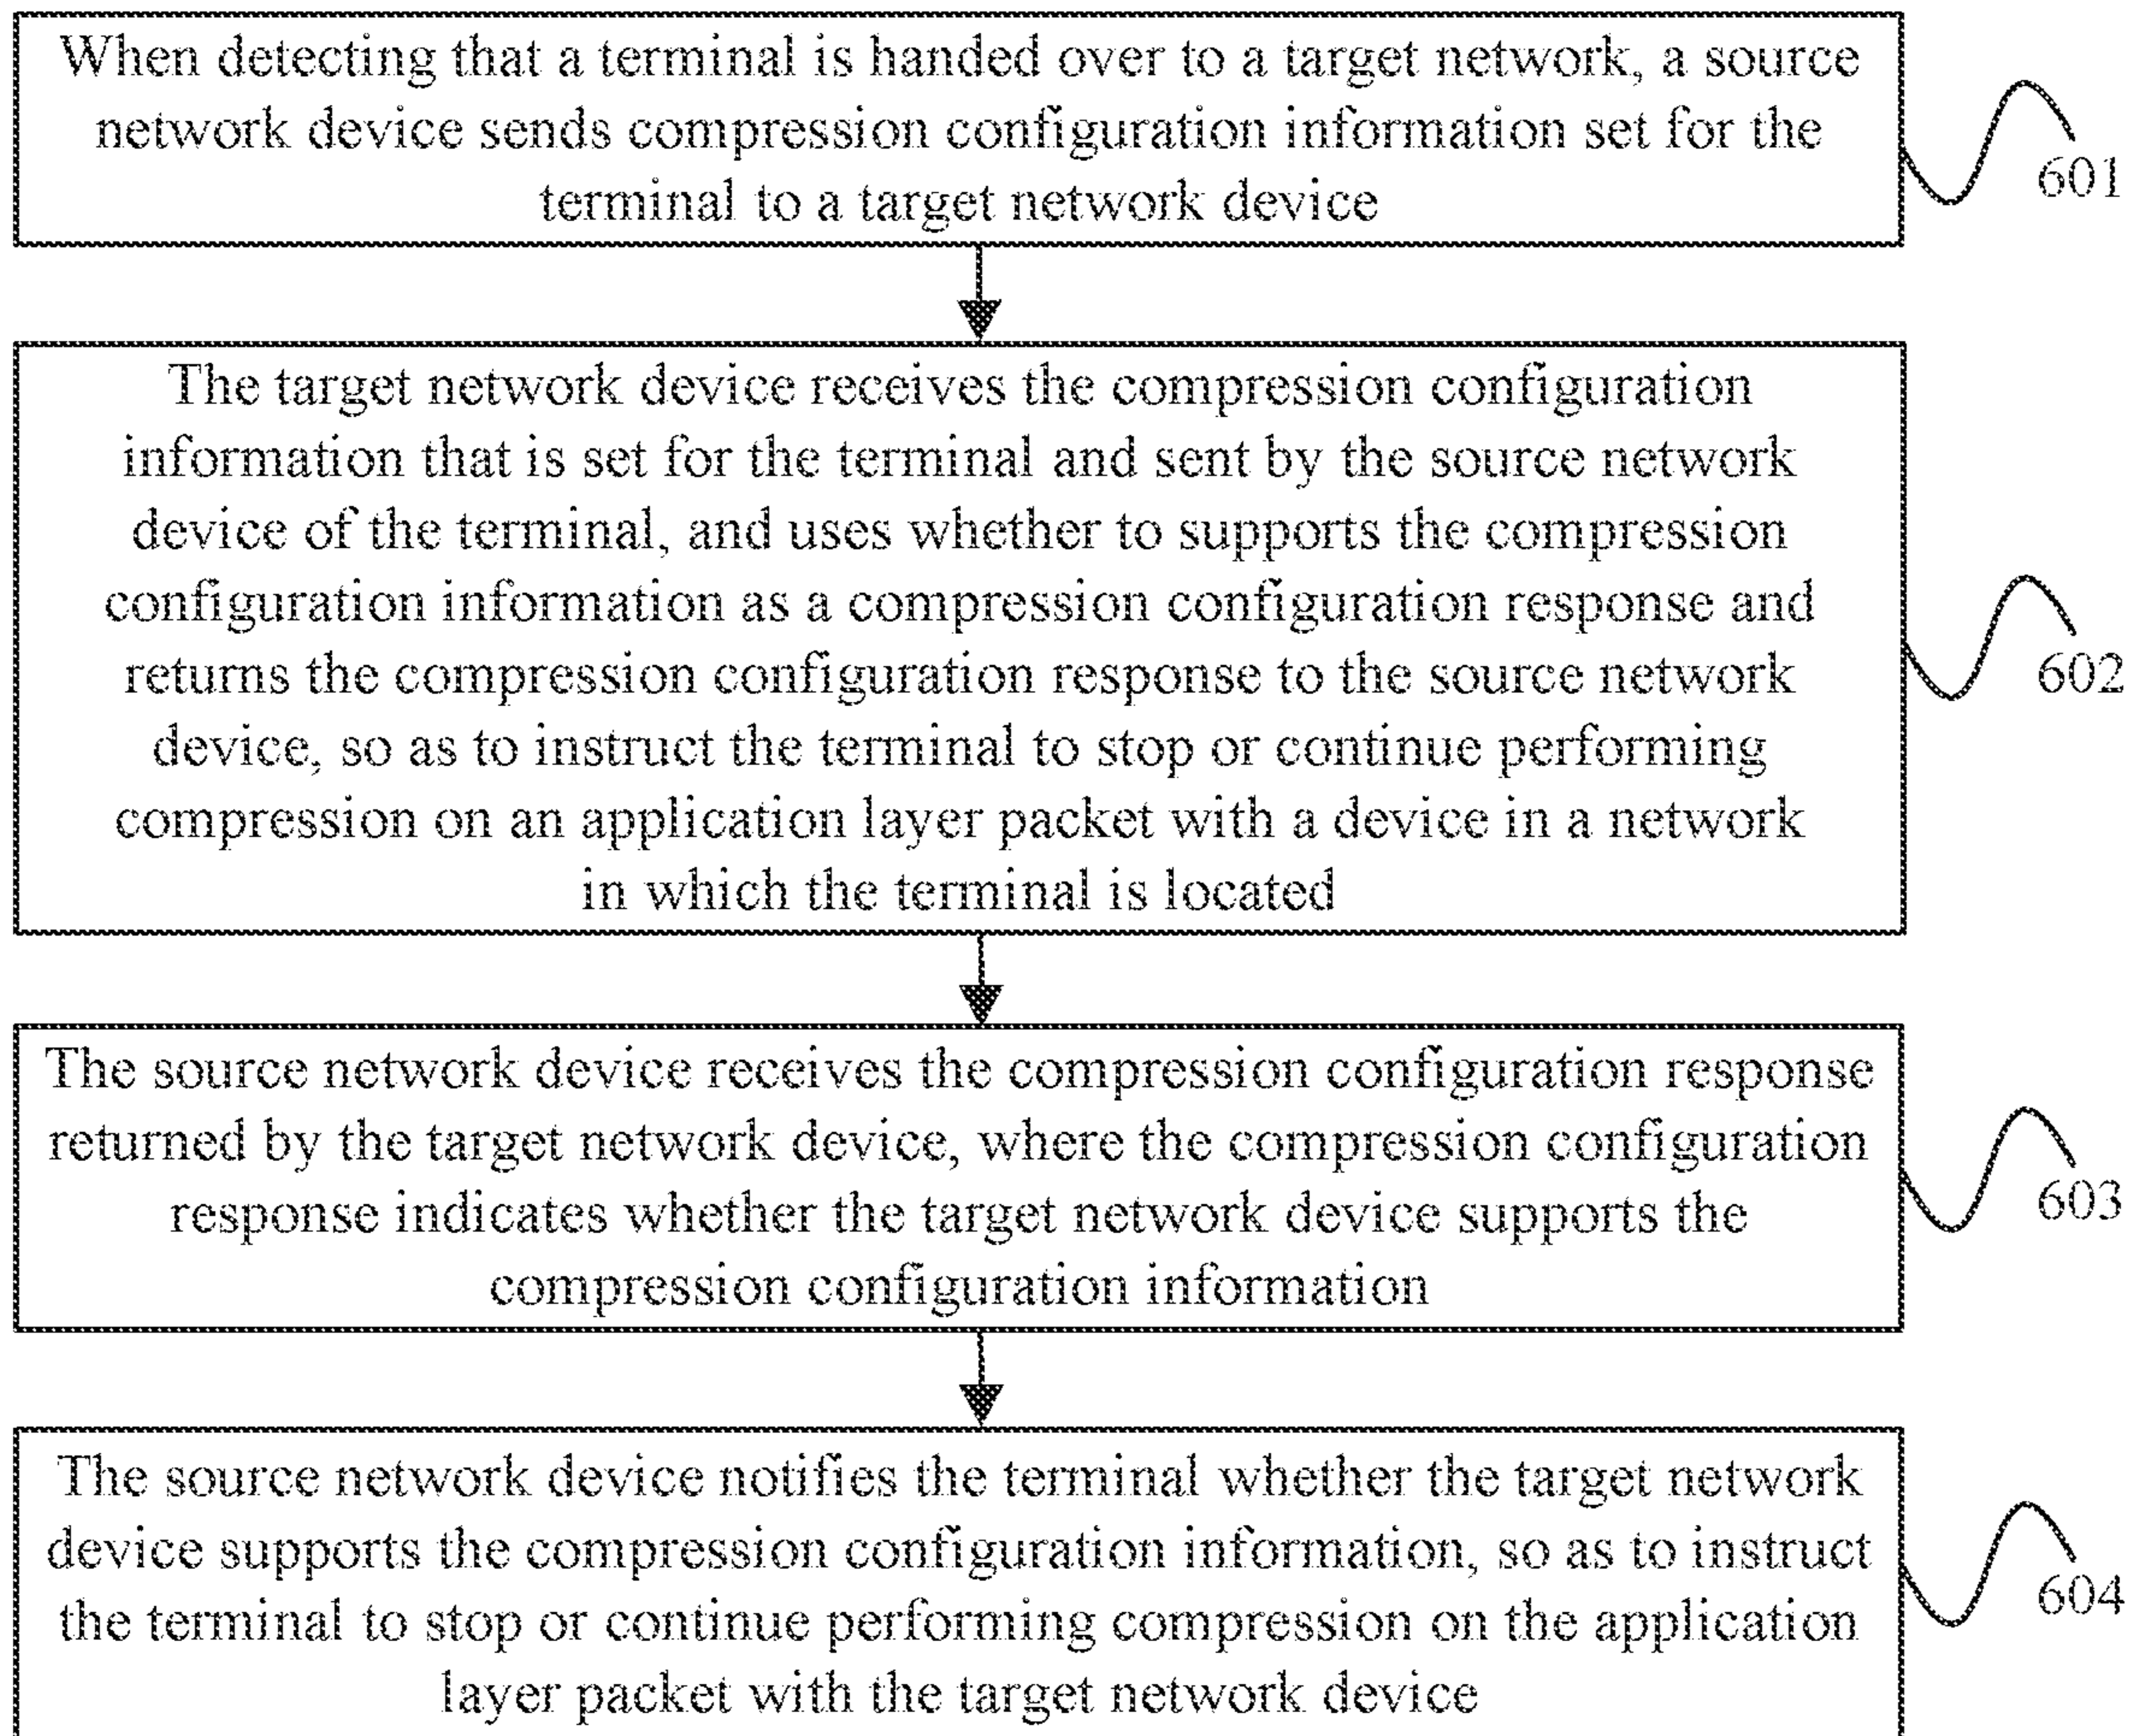 When detecting that a terminal is handed over to a target network, a source
network device sends compression configuration information set for the
terminal to a target network device
601
The target network device receives the compression configuration
information that is set for the terminal and sent by the source network
device of the terminal, and uses whether to supports the compression
configuration information as a compression configuration response and
returns the compression configuration response to the source network
device, so as to instruct the terminal to stop or continue performing
compression on an application layer packet with a device in a network
in which the terminal is located
602
The source network device receives the compression configuration response
returned by the target network device, where the compression configuration
response indicates whether the target network device supports the
compression configuration information
603
The source network device notifies the terminal whether the target network
device supports the compression configuration information, so as to instruct
the terminal to stop or continue performing compression on the application
layer packet with the target network device
604